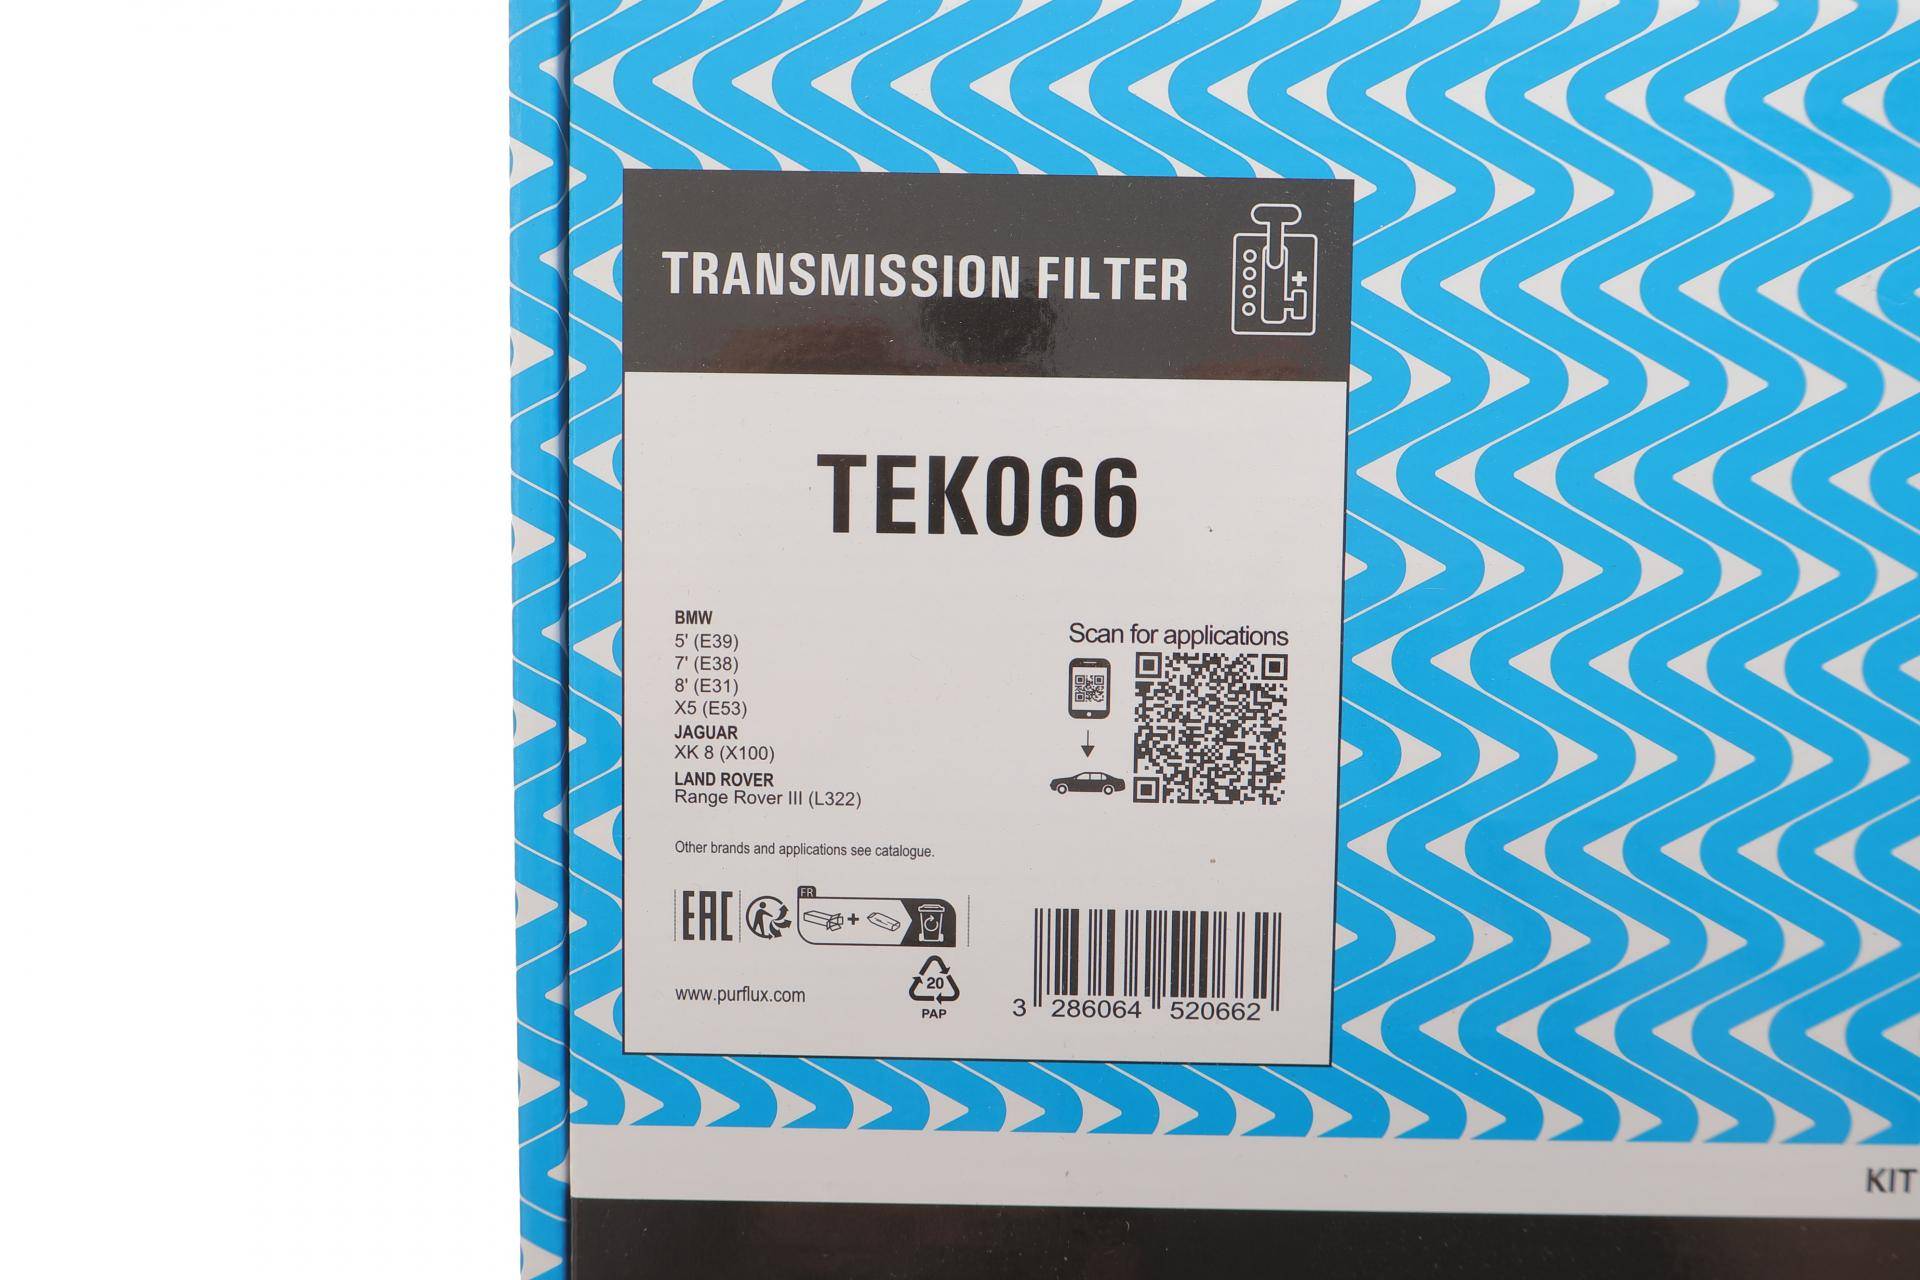 TRANSMISSION FILTER
TEK066
BMW
5' (E39)
7' (E38)
8' (E31)
X5 (E53)
JAGUAR
XK 8 (X100)
LAND ROVER
Range Rover III (L322)
Scan for applications
Other brands and applications see catalogue.
EAC
FR
www.purflux.com
20
PAP
3 286064 520662
KIT